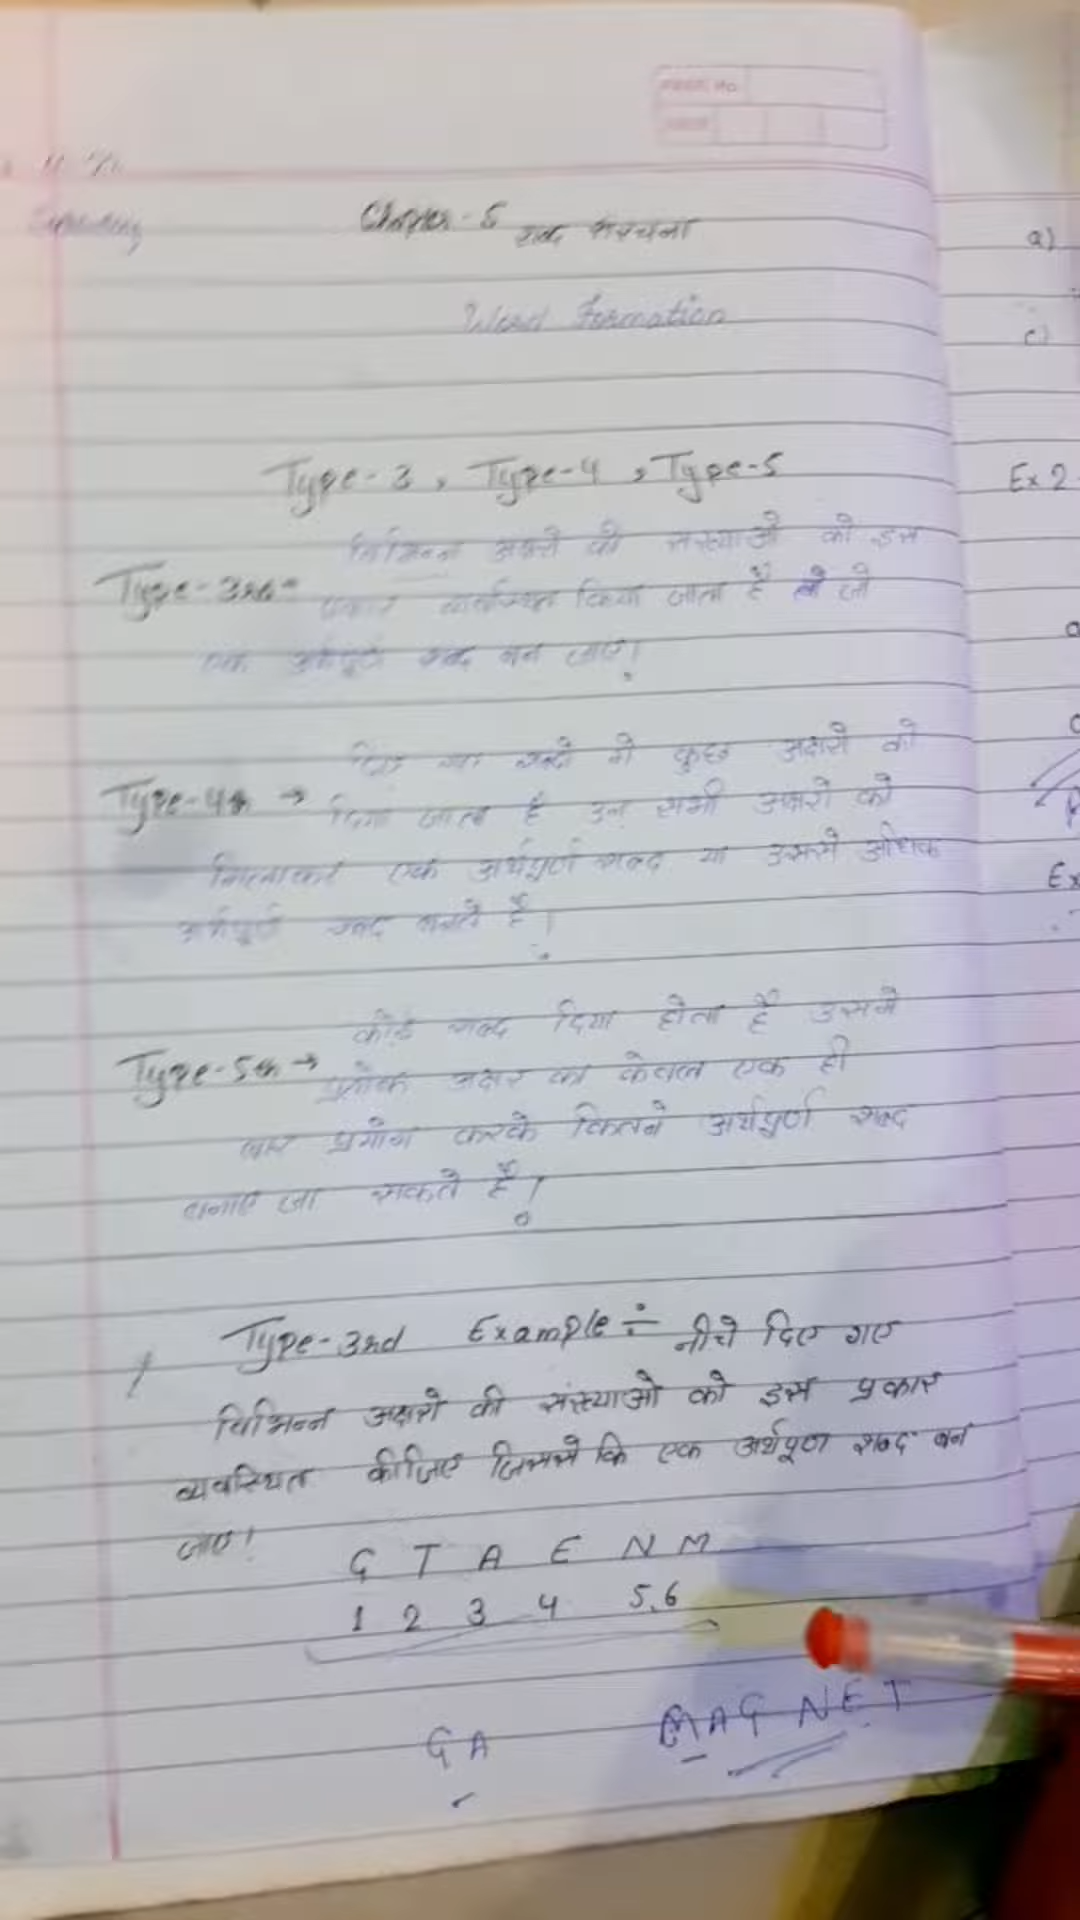 Chapter-5 शब्द संरचना
Word Formation
Type-3, Type-4, Type-5
विभिन्न अक्षरो की संख्याओ को इस
Type-3rd प्रकार व्यवस्थित किया जाता है जो
एक अर्थपूर्ण शब्द बन जाए!
दिए गए शब्दो मे कुछ अक्षरो को
Type-4th → दिया जाता है उन सभी अक्षरो को
मिलाकर एक अर्थपूर्ण शब्द या उससे अधिक
अर्थपूर्ण शब्द बनाते है!
कोई शब्द दिया होता है उसमे
Type-5th → प्रत्येक अक्षर का केवल एक ही
बार प्रयोग करके कितने अर्थपूर्ण शब्द
बनाए जा सकते है!
Type-3rd Example ÷ नीचे दिए गए
विभिन्न अक्षरो की संख्याओ को इस प्रकार
व्यवस्थित कीजिए जिससे कि एक अर्थपूण शब्द बन
जाए!
G T A E N M
1 2 3 4 5,6
GA MAGNET
a)
c)
Ex 2
Ex